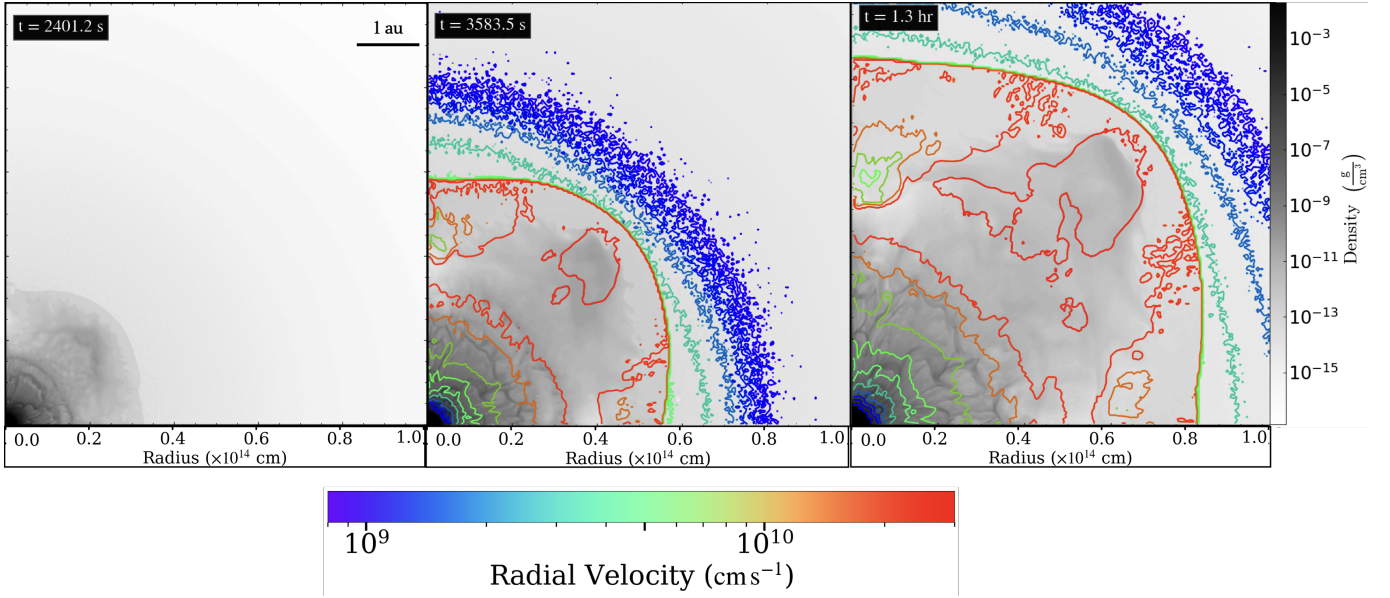 t = 2401.2 s
1 au
t = 3583.5 s
t = 1.3 hr
10⁻³
10⁻⁵
10⁻⁷
10⁻⁹
10⁻¹¹
10⁻¹³
10⁻¹⁵
Density (g/cm³)
0.0 0.2 0.4 0.6 0.8 1.0
Radius (×10¹⁴ cm)
0.0 0.2 0.4 0.6 0.8 1.0
Radius (×10¹⁴ cm)
0.0 0.2 0.4 0.6 0.8 1.0
Radius (×10¹⁴ cm)
10⁹ 10¹⁰
Radial Velocity (cm s⁻¹)